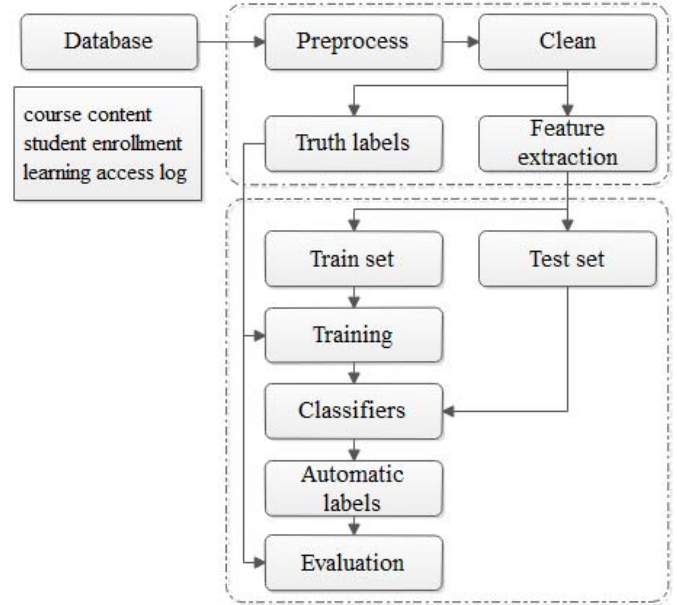 Database
Preprocess
Clean
course content
student enrollment
learning access log
Truth labels
Feature
extraction
Train set
Test set
Training
Classifiers
Automatic
labels
Evaluation